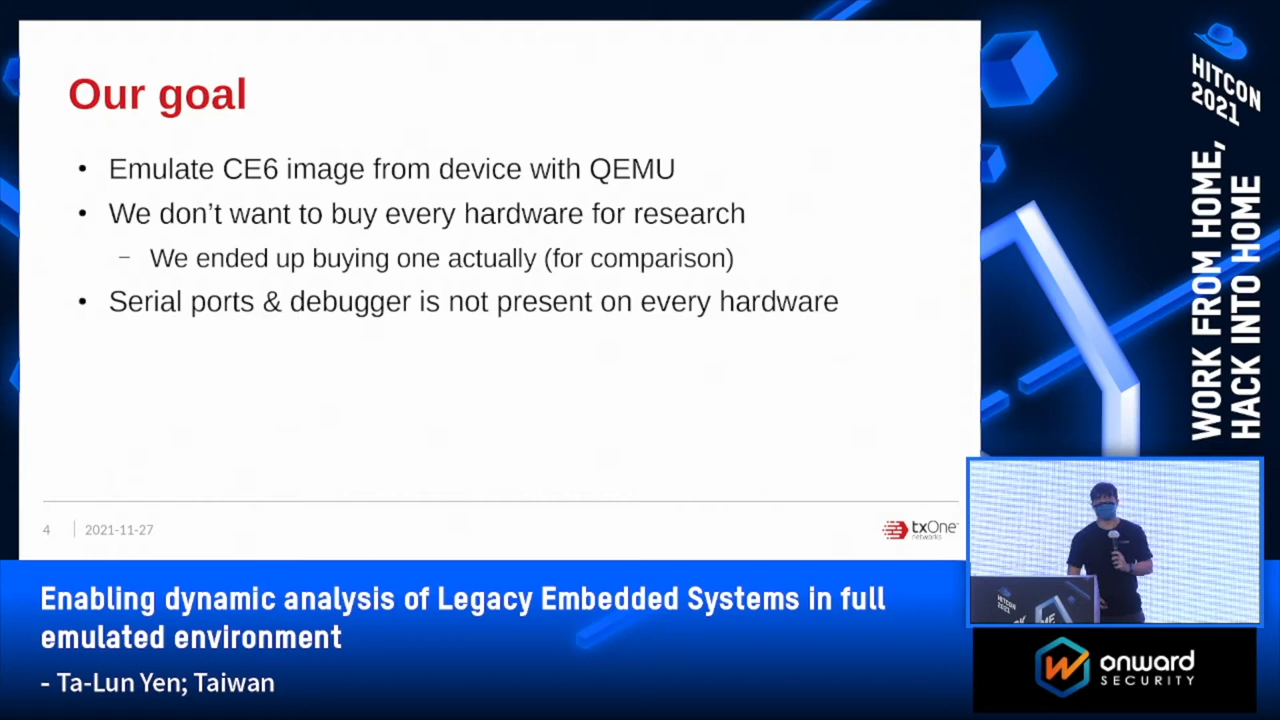 Our goal
• Emulate CE6 image from device with QEMU
• We don’t want to buy every hardware for research
– We ended up buying one actually (for comparison)
• Serial ports & debugger is not present on every hardware
4 2021-11-27
txOne
networks
HITCON
2021
WORK FROM HOME,
HACK INTO HOME
HITCON
2021
Enabling dynamic analysis of Legacy Embedded Systems in full
emulated environment
- Ta-Lun Yen; Taiwan
onward
SECURITY